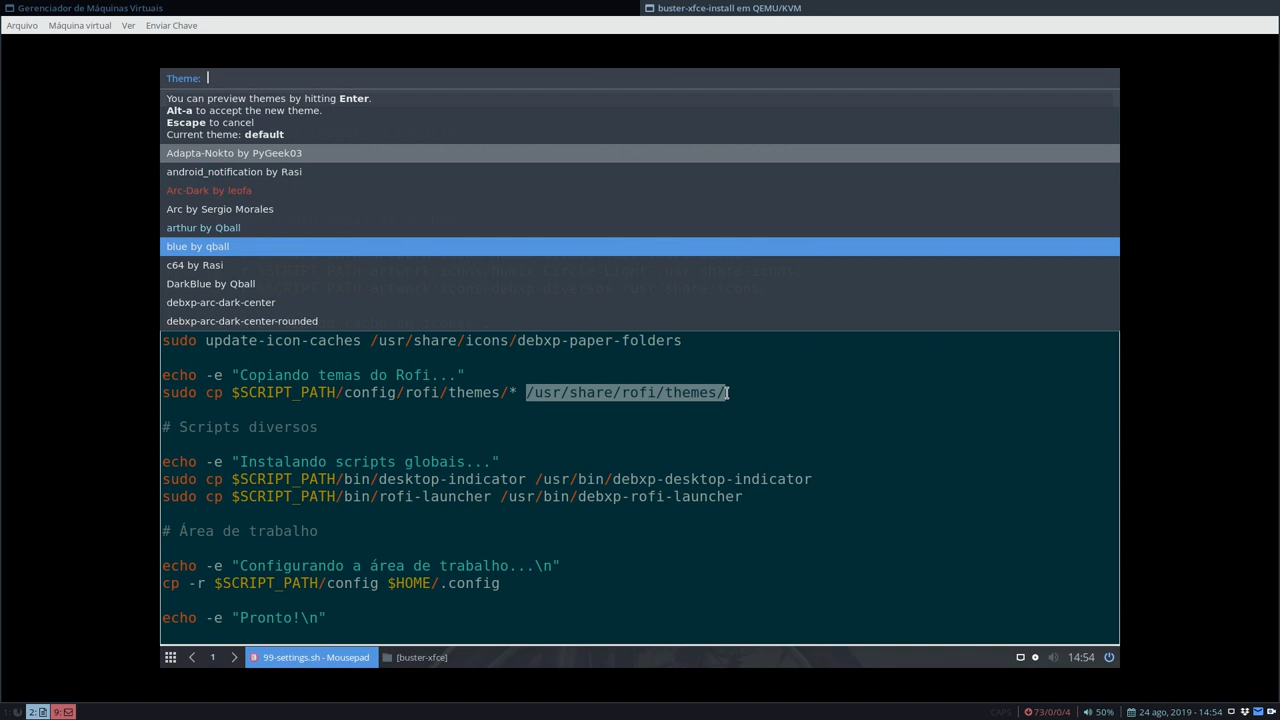 Gerenciador de Máquinas Virtuais
buster-xfce-install em QEMU/KVM
Arquivo Máquina virtual Ver Enviar Chave
Theme:
You can preview themes by hitting Enter.
Alt-a to accept the new theme.
Escape to cancel
Current theme: default
Adapta-Nokto by PyGeek03
android_notification by Rasi
Arc-Dark by leofa
Arc by Sergio Morales
arthur by Qball
blue by qball
c64 by Rasi
DarkBlue by Qball
debxp-arc-dark-center
debxp-arc-dark-center-rounded
sudo update-icon-caches /usr/share/icons/debxp-paper-folders
echo -e "Copiando temas do Rofi..."
sudo cp $SCRIPT_PATH/config/rofi/themes/* /usr/share/rofi/themes/
# Scripts diversos
echo -e "Instalando scripts globais..."
sudo cp $SCRIPT_PATH/bin/desktop-indicator /usr/bin/debxp-desktop-indicator
sudo cp $SCRIPT_PATH/bin/rofi-launcher /usr/bin/debxp-rofi-launcher
# Área de trabalho
echo -e "Configurando a área de trabalho...\n"
cp -r $SCRIPT_PATH/config $HOME/.config
echo -e "Pronto!\n"
1 99-settings.sh - Mousepad [buster-xfce] 14:54
1: 2: 9: CAPS 73/0/0/4 50% 24 ago, 2019 - 14:54